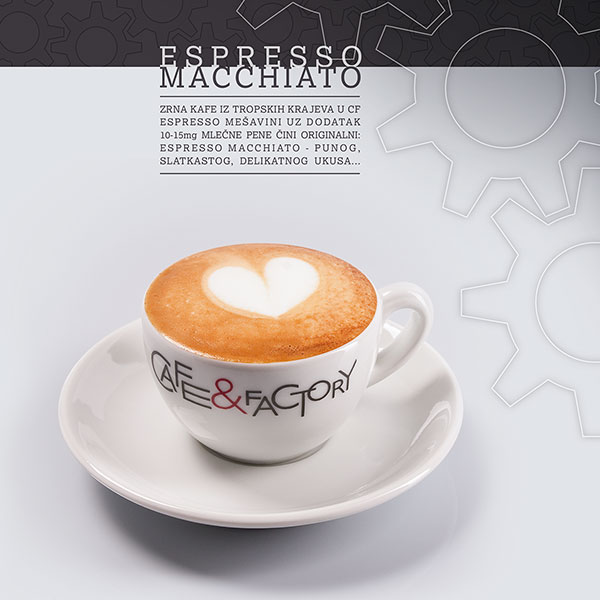 ESPRESSO
MACCHIATO
ZRNA KAFE IZ TROPSKIH KRAJEVA U CF
ESPRESSO MEŠAVINI UZ DODATAK
10-15mg MLEČNE PENE ČINI ORIGINALNI:
ESPRESSO MACCHIATO - PUNOG,
SLATKASTOG, DELIKATNOG UKUSA...
CAFE&FACTORY